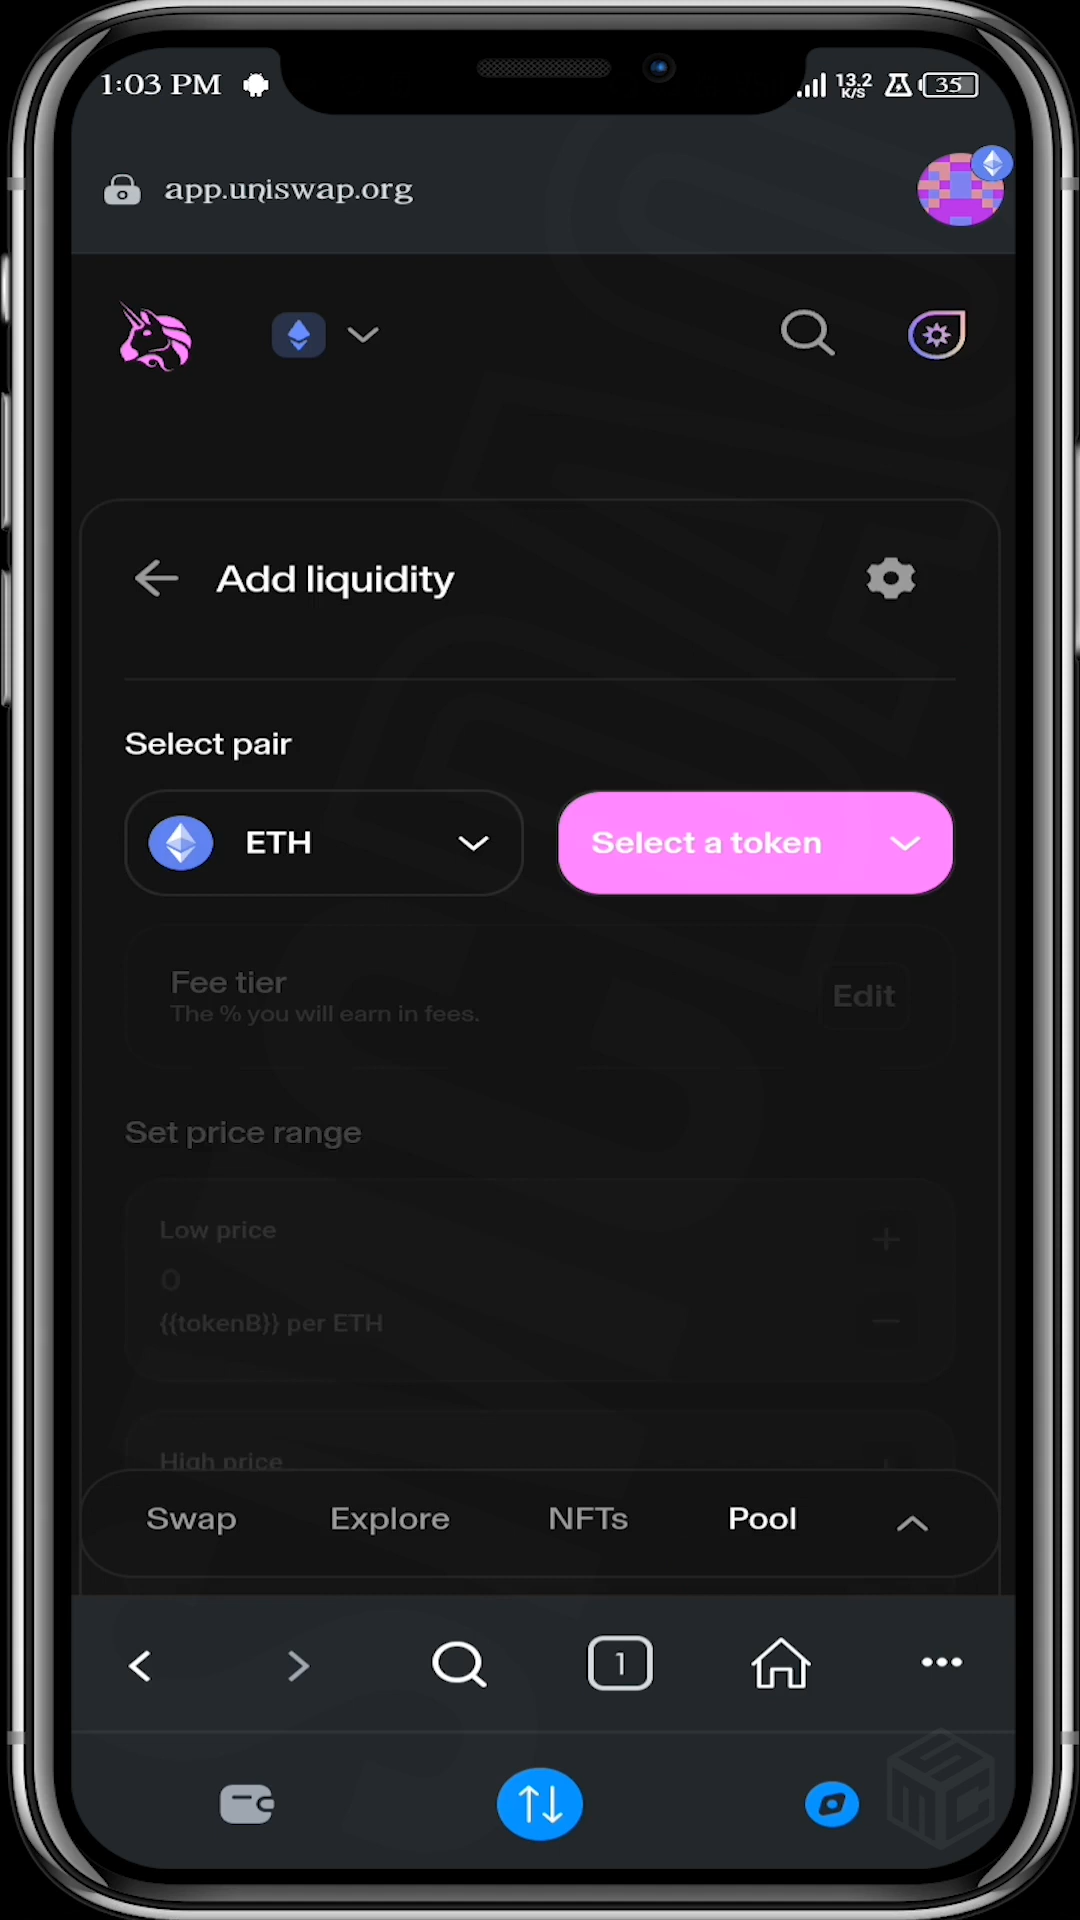 1:03 PM
13.2
K/S
35
app.uniswap.org
Add liquidity
Select pair
ETH
Select a token
Fee tier
The % you will earn in fees.
Edit
Set price range
Low price
0
{{tokenB}} per ETH
High price
Swap
Explore
NFTs
Pool
1